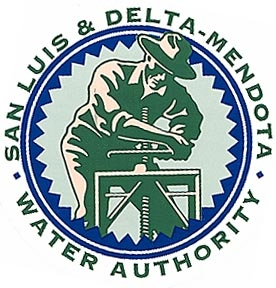 SAN LUIS & DELTA-MENDOTA
· WATER AUTHORITY ·